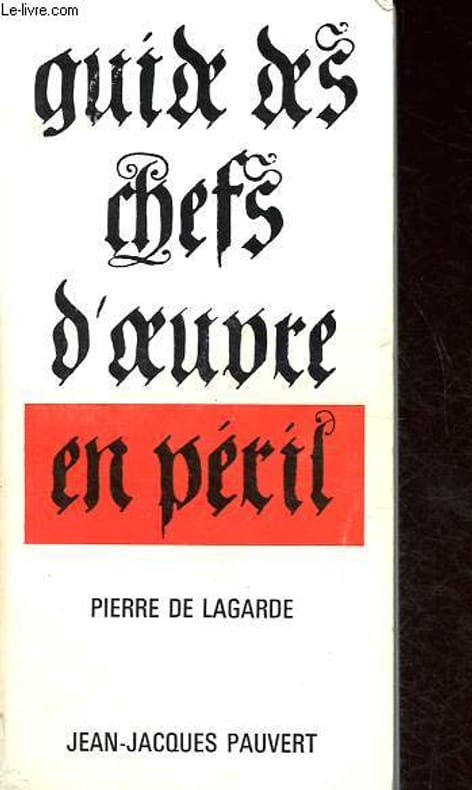 Le-livre.com
guide des
chefs
d'œuvre
en péril
PIERRE DE LAGARDE
JEAN-JACQUES PAUVERT